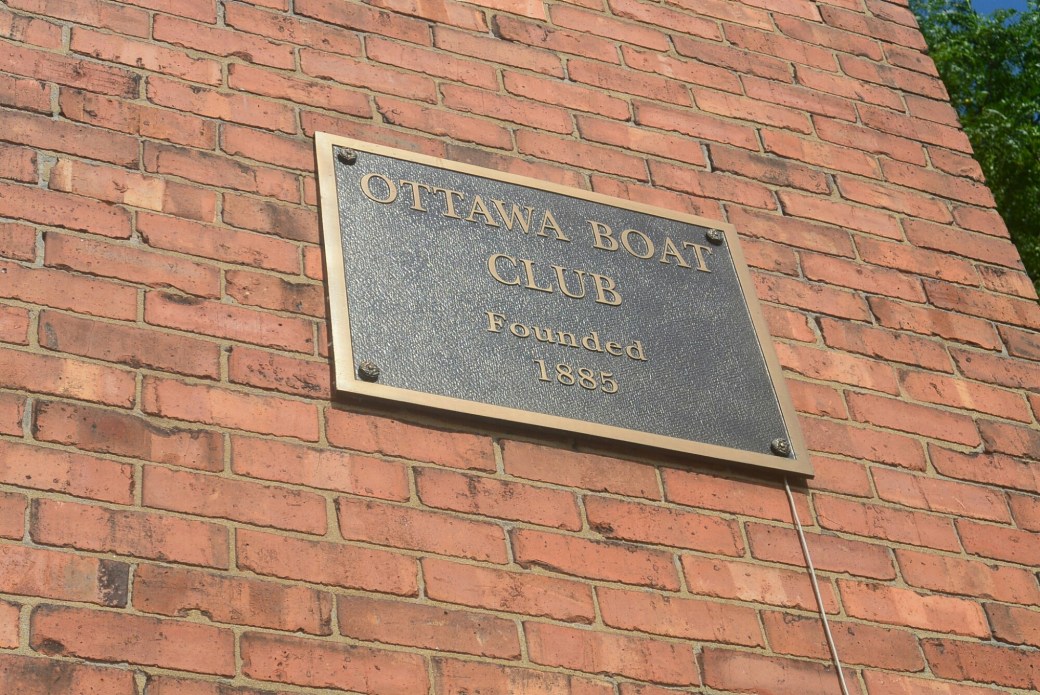 OTTAWA BOAT
CLUB
Founded
1885